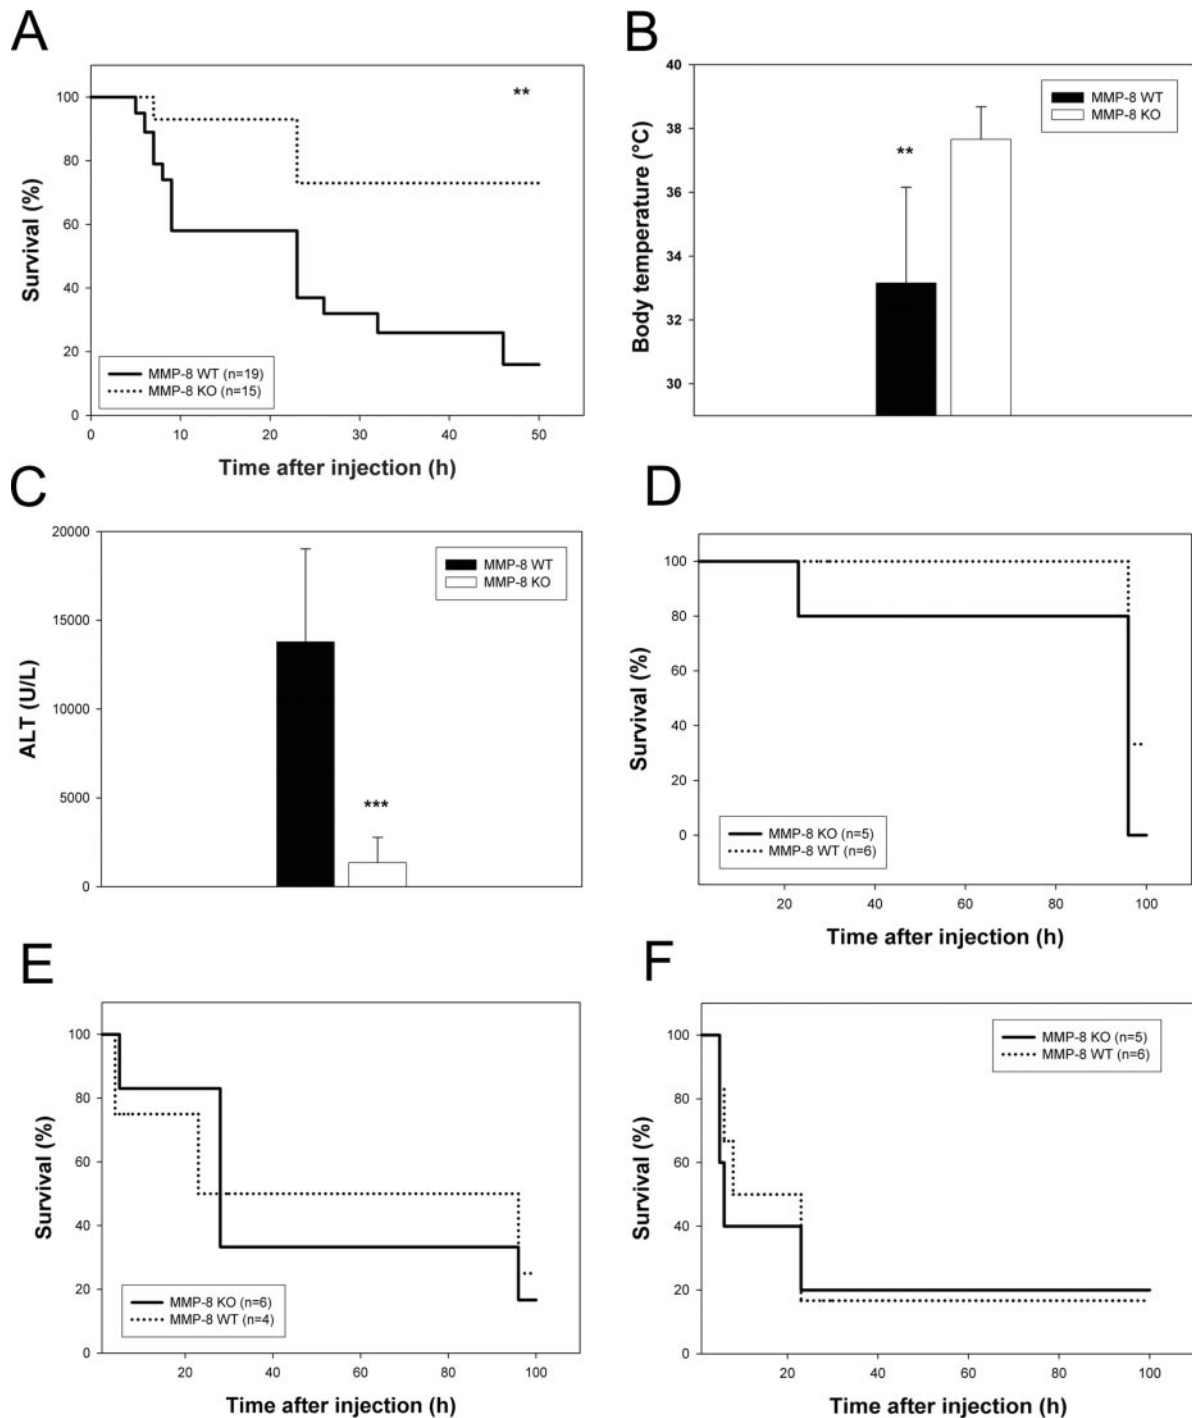 A
Survival (%)
100
80
60
40
20
0
**
MMP-8 WT (n=19)
MMP-8 KO (n=15)
0 10 20 30 40 50
Time after injection (h)
B
Body temperature (°C)
40
38
36
34
33
32
30
**
MMP-8 WT
MMP-8 KO
C
ALT (U/L)
20000
15000
10000
5000
0
***
MMP-8 WT
MMP-8 KO
D
Survival (%)
100
80
60
40
20
0
MMP-8 KO (n=5)
MMP-8 WT (n=6)
20 40 60 80 100
Time after injection (h)
E
Survival (%)
100
80
60
40
20
0
MMP-8 KO (n=6)
MMP-8 WT (n=4)
20 40 60 80 100
Time after injection (h)
F
Survival (%)
100
80
60
40
20
0
MMP-8 KO (n=5)
MMP-8 WT (n=6)
20 40 60 80 100
Time after injection (h)